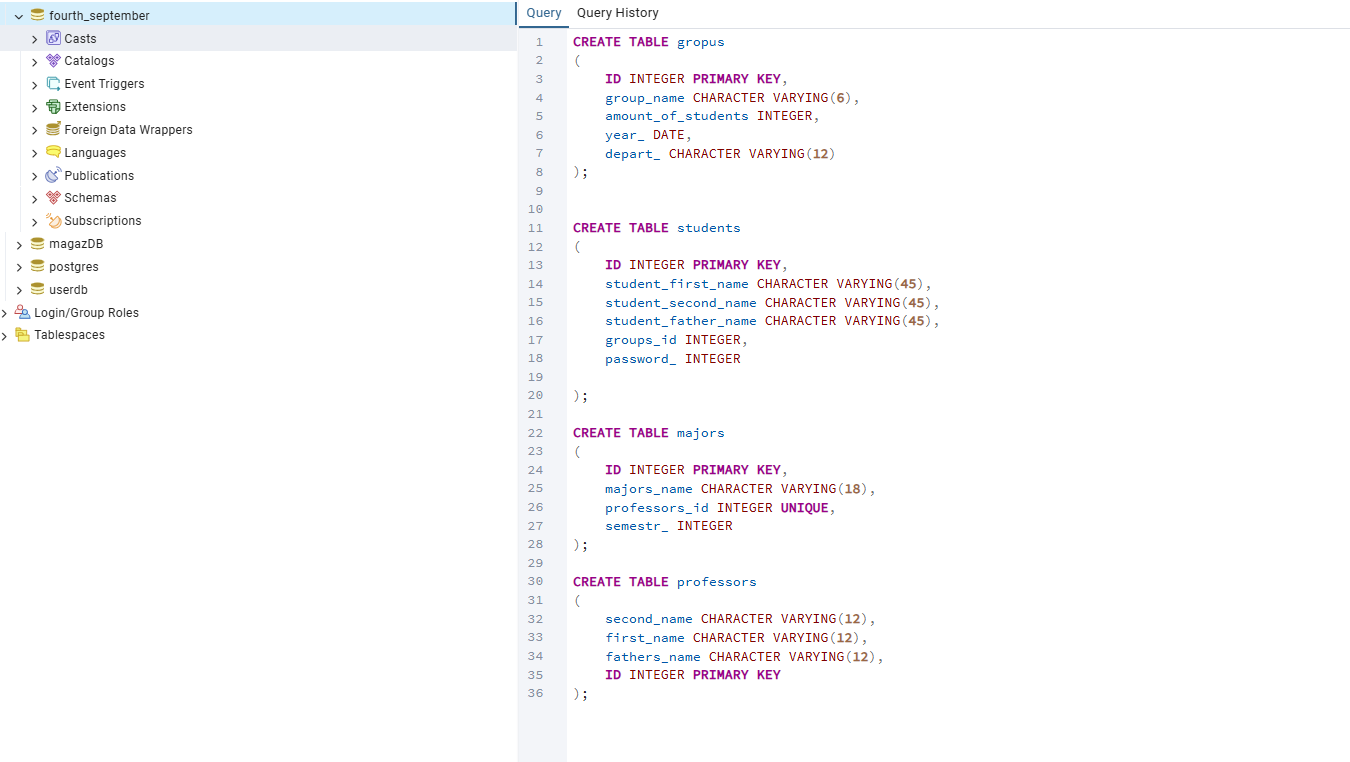 fourth_september
Casts
Catalogs
Event Triggers
Extensions
Foreign Data Wrappers
Languages
Publications
Schemas
Subscriptions
magazDB
postgres
userdb
Login/Group Roles
Tablespaces
Query Query History
1 CREATE TABLE gropus
2 (
3 ID INTEGER PRIMARY KEY,
4 group_name CHARACTER VARYING(6),
5 amount_of_students INTEGER,
6 year_ DATE,
7 depart_ CHARACTER VARYING(12)
8 );
9
10
11 CREATE TABLE students
12 (
13 ID INTEGER PRIMARY KEY,
14 student_first_name CHARACTER VARYING(45),
15 student_second_name CHARACTER VARYING(45),
16 student_father_name CHARACTER VARYING(45),
17 groups_id INTEGER,
18 password_ INTEGER
19
20 );
21
22 CREATE TABLE majors
23 (
24 ID INTEGER PRIMARY KEY,
25 majors_name CHARACTER VARYING(18),
26 professors_id INTEGER UNIQUE,
27 semestr_ INTEGER
28 );
29
30 CREATE TABLE professors
31 (
32 second_name CHARACTER VARYING(12),
33 first_name CHARACTER VARYING(12),
34 fathers_name CHARACTER VARYING(12),
35 ID INTEGER PRIMARY KEY
36 );